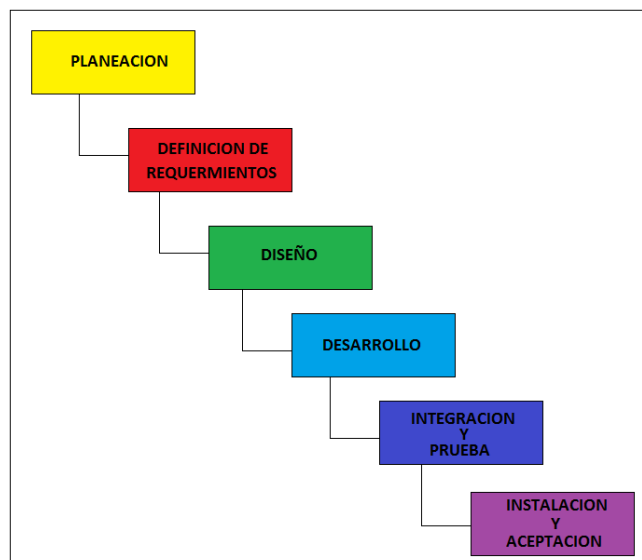 PLANEACION
DEFINICION DE
REQUERMIENTOS
DISEÑO
DESARROLLO
INTEGRACION
Y
PRUEBA
INSTALACION
Y
ACEPTACION